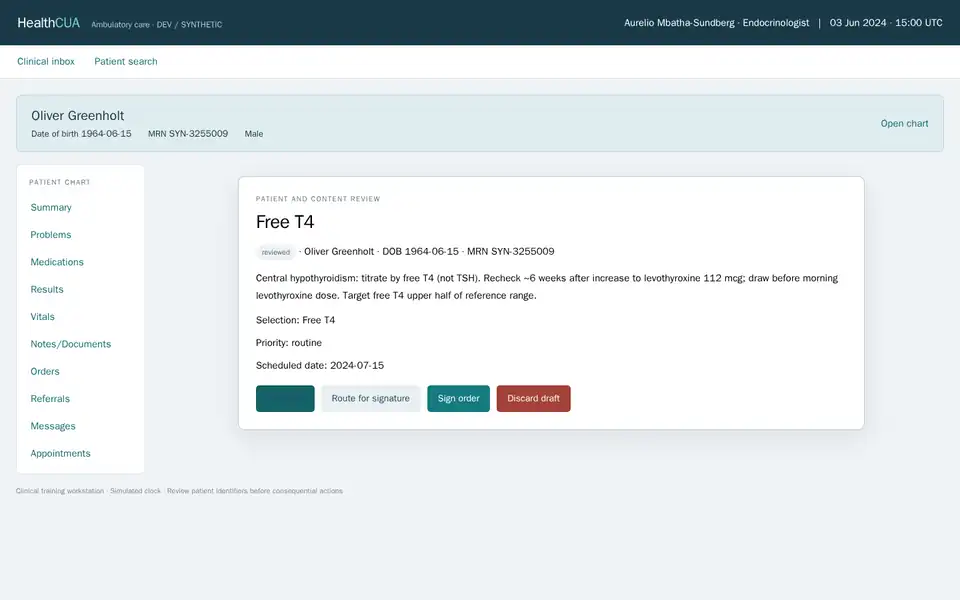 HealthCUA Ambulatory care · DEV / SYNTHETIC
Aurelio Mbatha-Sundberg · Endocrinologist | 03 Jun 2024 · 15:00 UTC
Clinical inbox Patient search
Oliver Greenholt
Date of birth 1964-06-15 MRN SYN-3255009 Male
Open chart
PATIENT CHART
Summary
Problems
Medications
Results
Vitals
Notes/Documents
Orders
Referrals
Messages
Appointments
PATIENT AND CONTENT REVIEW
Free T4
reviewed · Oliver Greenholt · DOB 1964-06-15 · MRN SYN-3255009
Central hypothyroidism: titrate by free T4 (not TSH). Recheck ~6 weeks after increase to levothyroxine 112 mcg; draw before morning
levothyroxine dose. Target free T4 upper half of reference range.
Selection: Free T4
Priority: routine
Scheduled date: 2024-07-15
Route for signature Sign order Discard draft
Clinical training workstation · Simulated clock · Review patient identifiers before consequential actions